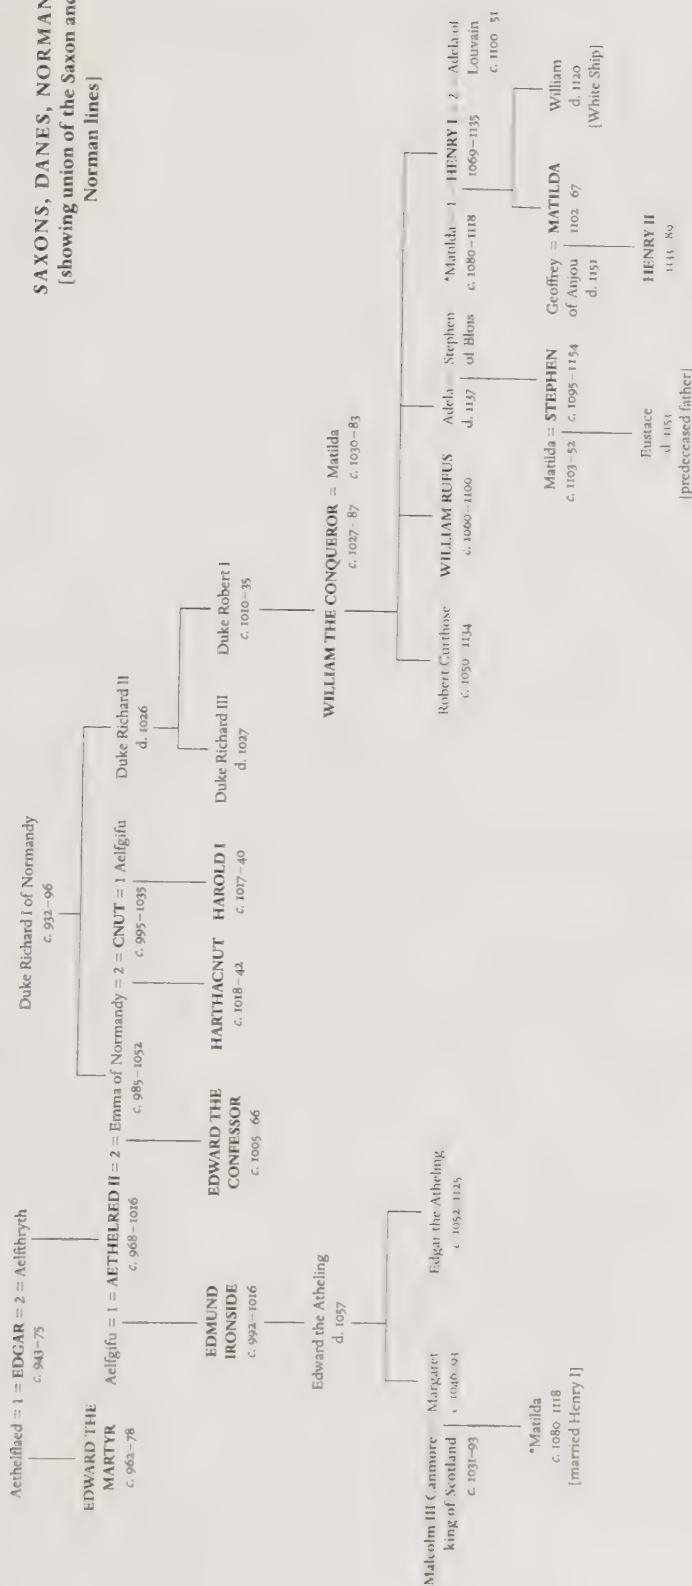 SAXONS, DANES, NORMAN
[showing union of the Saxon and
Norman lines]
Aethelflaed = 1 = EDGAR = 2 = Aelfthryth
c. 943–75
Duke Richard I of Normandy
c. 932–96
EDWARD THE
MARTYR
c. 962–78
Aelfgifu = 1 = AETHELRED II = 2 = Emma of Normandy = 2 = CNUT = 1 Aelfgifu
c. 968–1016
c. 985–1052
c. 995–1035
Duke Richard II
d. 1026
EDMUND
IRONSIDE
c. 992–1016
EDWARD THE
CONFESSOR
c. 1005 66
HARTHACNUT
c. 1018–42
HAROLD I
c. 1017–40
Duke Richard III
d. 1027
Duke Robert I
c. 1010–35
Edward the Atheling
d. 1057
WILLIAM THE CONQUEROR = Matilda
c. 1027–87
c. 1030–83
Malcolm III Canmore
king of Scotland
c. 1031–93
Margaret
c. 1046–93
Edgar the Atheling
c. 1052 1125
Robert Curthose
c. 1050 1134
WILLIAM RUFUS
c. 1060–1100
Adela
d. 1137
Stephen
of Blois
*Matilda – 1 – HENRY I = 2 – Adela of
Louvain
c. 1080–1118
1069–1135
c. 1100 51
*Matilda
c. 1080 1118
[married Henry I]
Matilda = STEPHEN
c. 1103–52
c. 1095–1154
Geoffrey = MATILDA
of Anjou
d. 1151
1102 67
William
d. 1120
[White Ship]
Eustace
d. 1153
[predeceased father]
HENRY II
1133 89